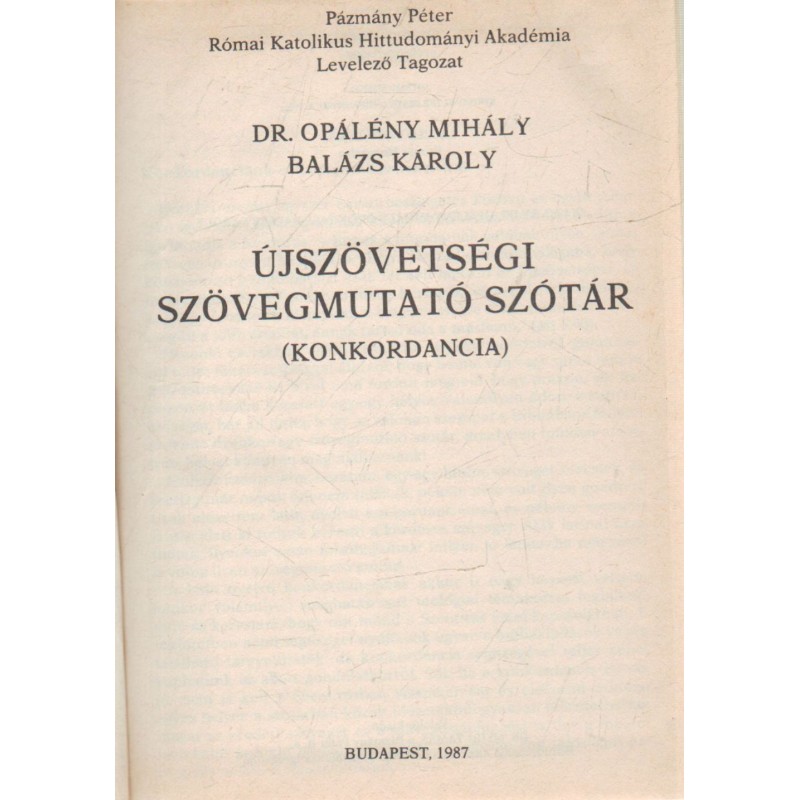 Pázmány Péter
Római Katolikus Hittudományi Akadémia
Levelező Tagozat
DR. OPÁLÉNY MIHÁLY
BALÁZS KÁROLY
ÚJSZÖVETSÉGI
SZÖVEGMUTATÓ SZÓTÁR
(KONKORDANCIA)
BUDAPEST, 1987